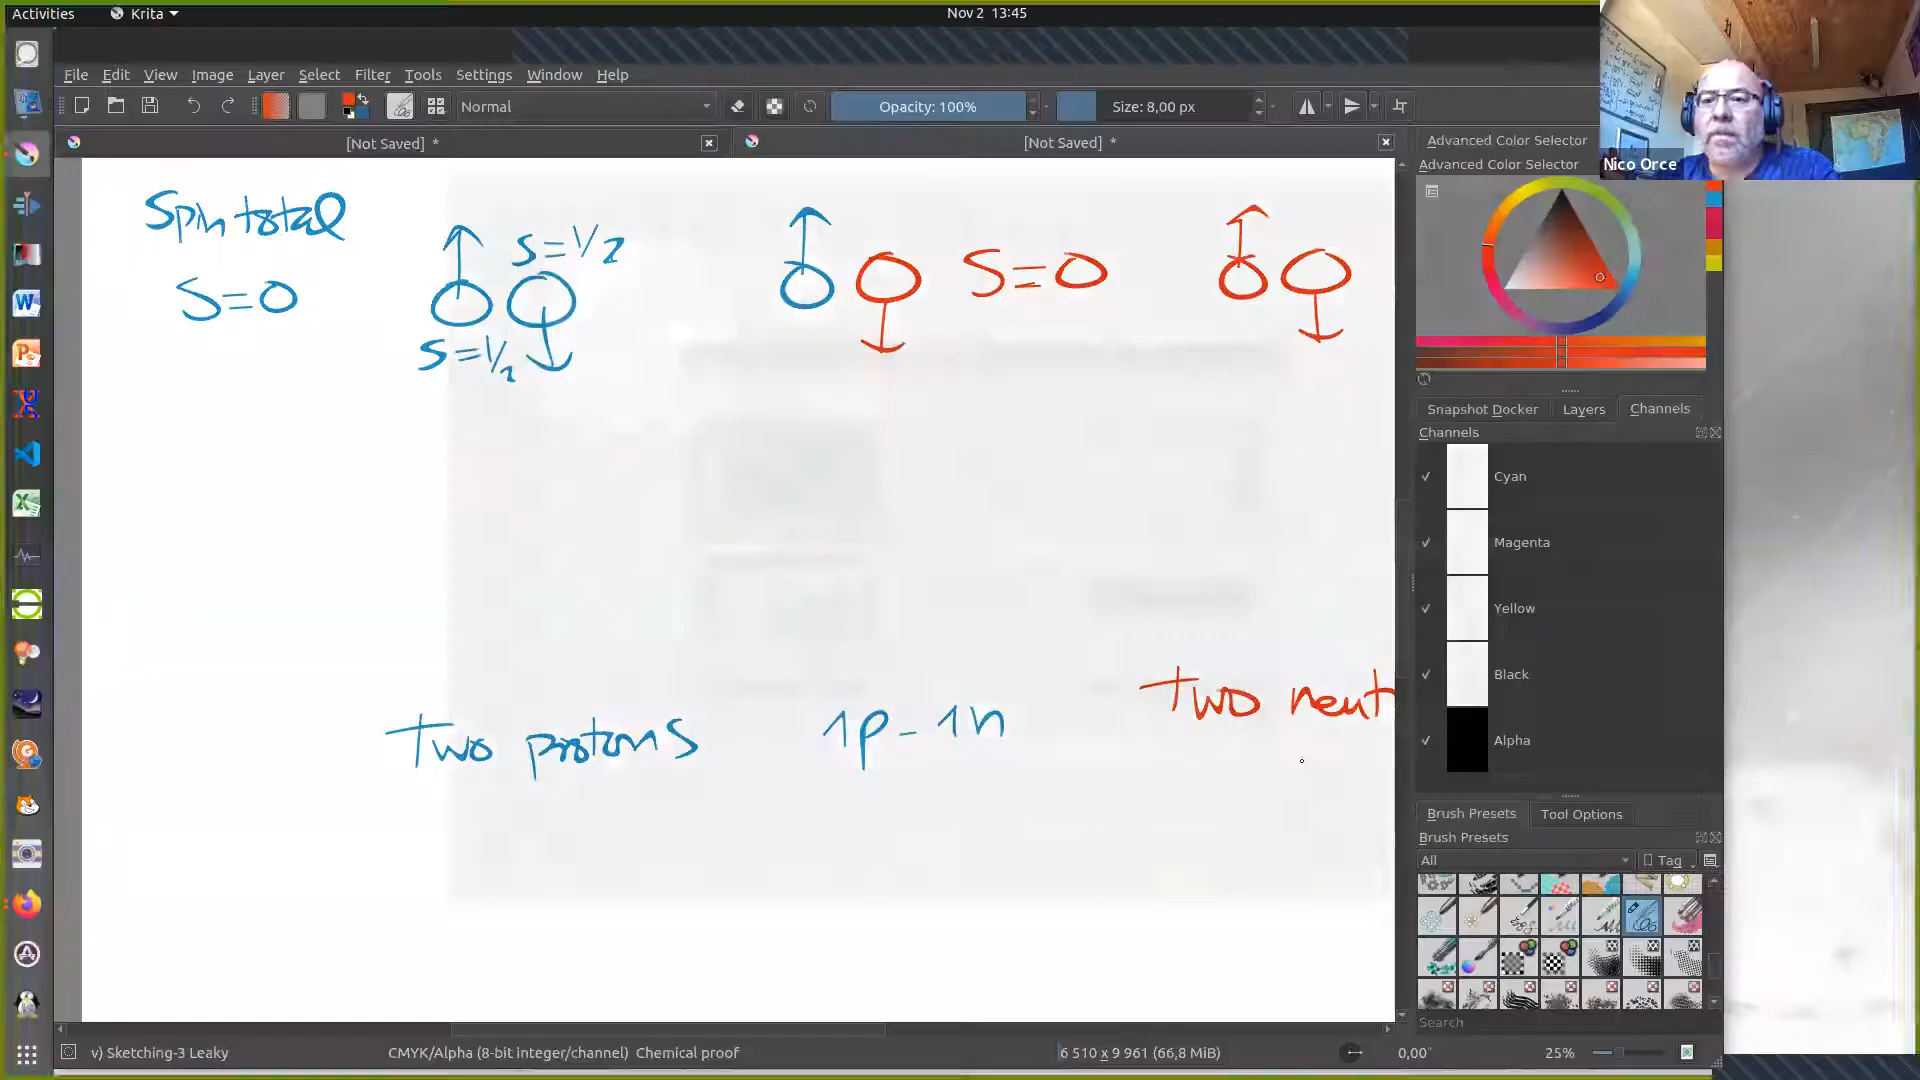 Activities
Krita
Nov 2 13:45
File Edit View Image Layer Select Filter Tools Settings Window Help
Normal
Opacity: 100%
Size: 8,00 px
[Not Saved] *
[Not Saved] *
Advanced Color Selector
Advanced Color Selector
Nico Orce
Spin total
S=0
s=1/2
s=1/2
S=0
Two protons
1p-1n
Two neut
Snapshot Docker Layers Channels
Channels
Cyan
Magenta
Yellow
Black
Alpha
Brush Presets Tool Options
Brush Presets
All
Tag
Search
v) Sketching-3 Leaky
CMYK/Alpha (8-bit integer/channel) Chemical proof
6 510 x 9 961 (66,8 MiB)
0,00°
25%